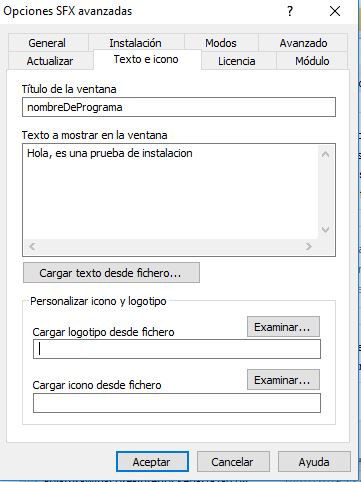 Opciones SFX avanzadas
?
General Instalación Modos Avanzado
Actualizar Texto e icono Licencia Módulo
Título de la ventana
nombreDePrograma
Texto a mostrar en la ventana
Hola, es una prueba de instalacion
Cargar texto desde fichero...
Personalizar icono y logotipo
Cargar logotipo desde fichero Examinar...
Cargar icono desde fichero Examinar...
Aceptar Cancelar Ayuda